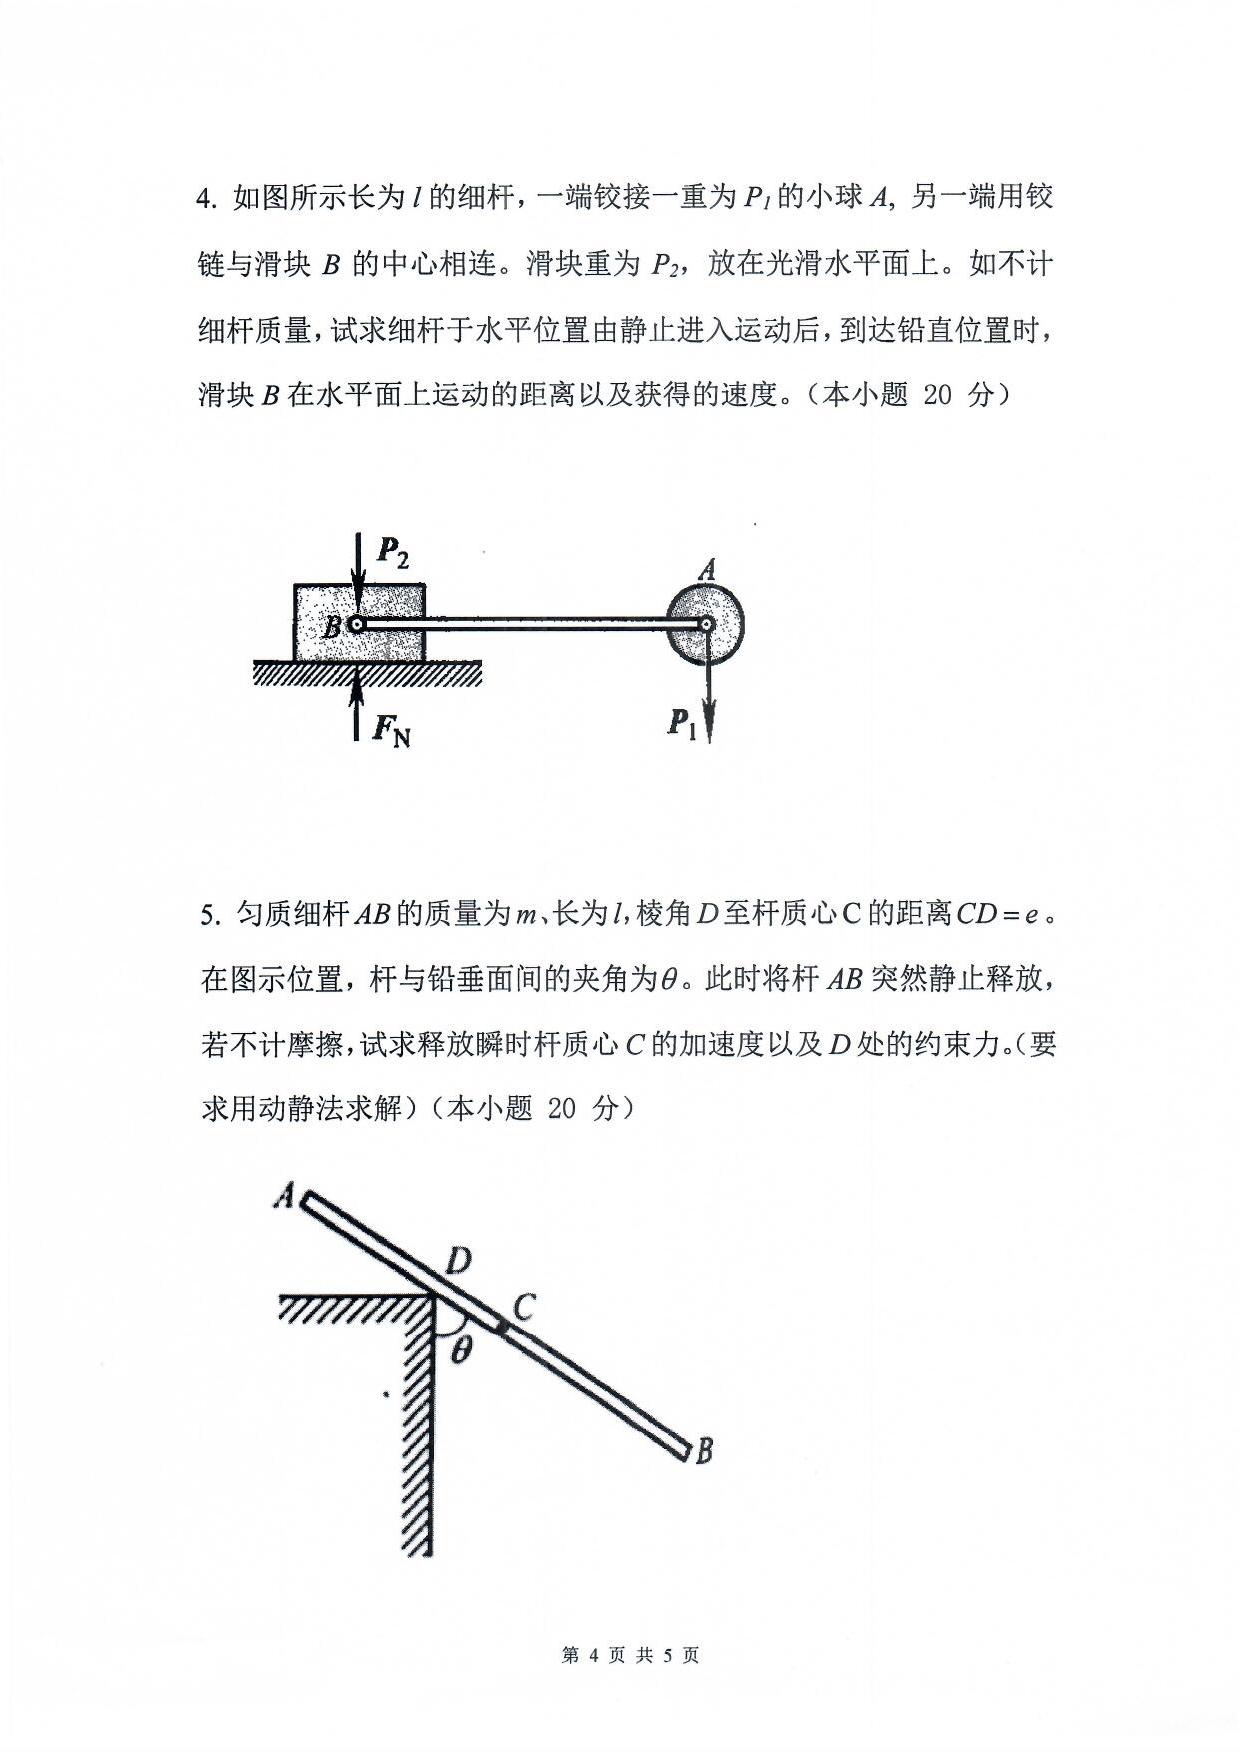 4. 如图所示长为 l 的细杆，一端铰接一重为 P₁ 的小球 A, 另一端用铰
链与滑块 B 的中心相连。滑块重为 P₂，放在光滑水平面上。如不计
细杆质量，试求细杆于水平位置由静止进入运动后，到达铅直位置时，
滑块 B 在水平面上运动的距离以及获得的速度。（本小题 20 分）
P₂
A
B
F_N
P₁
5. 匀质细杆 AB 的质量为 m、长为 l，棱角 D 至杆质心 C 的距离 CD = e 。
在图示位置，杆与铅垂面间的夹角为 θ 。此时将杆 AB 突然静止释放，
若不计摩擦，试求释放瞬时杆质心 C 的加速度以及 D 处的约束力。（要
求用动静法求解）（本小题 20 分）
A
D
C
θ
B
第 4 页 共 5 页